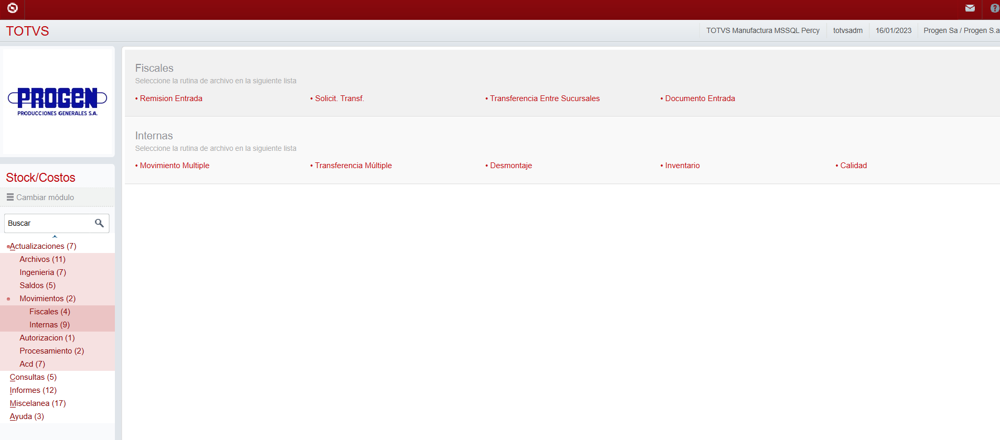 TOTVS
TOTVS Manufactura MSSQL Percy
totvsadm
16/01/2023
Progen Sa / Progen S.a
PROGEN
PRODUCCIONES GENERALES S.A.
Stock/Costos
Cambiar módulo
Buscar
Actualizaciones (7)
Archivos (11)
Ingenieria (7)
Saldos (5)
Movimientos (2)
Fiscales (4)
Internas (9)
Autorizacion (1)
Procesamiento (2)
Acd (7)
Consultas (5)
Informes (12)
Miscelanea (17)
Ayuda (3)
Fiscales
Seleccione la rutina de archivo en la siguiente lista
• Remision Entrada
• Solicit. Transf.
• Transferencia Entre Sucursales
• Documento Entrada
Internas
Seleccione la rutina de archivo en la siguiente lista
• Movimiento Multiple
• Transferencia Múltiple
• Desmontaje
• Inventario
• Calidad